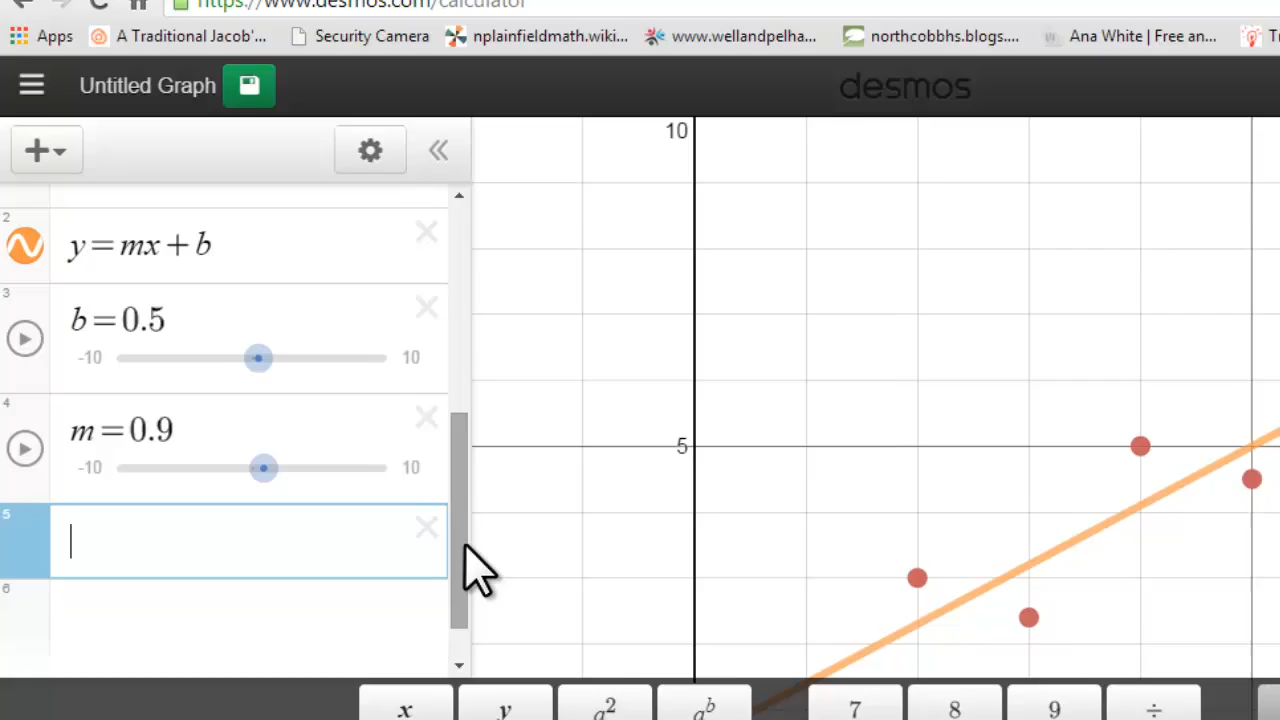 https://www.desmos.com/calculator
Apps A Traditional Jacob'... Security Camera nplainfieldmath.wiki... www.wellandpelha... northcobbhs.blogs.... Ana White | Free an...
Untitled Graph desmos
10
2
y=mx+b
3
b=0.5
-10 10
4
m=0.9
-10 10
5
5
6
x y a² aᵇ 7 8 9 ÷